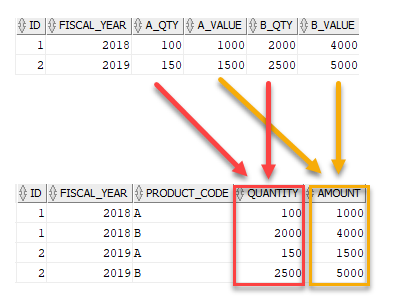 ID FISCAL_YEAR A_QTY A_VALUE B_QTY B_VALUE
1 2018 100 1000 2000 4000
2 2019 150 1500 2500 5000
ID FISCAL_YEAR PRODUCT_CODE QUANTITY AMOUNT
1 2018 A 100 1000
1 2018 B 2000 4000
2 2019 A 150 1500
2 2019 B 2500 5000